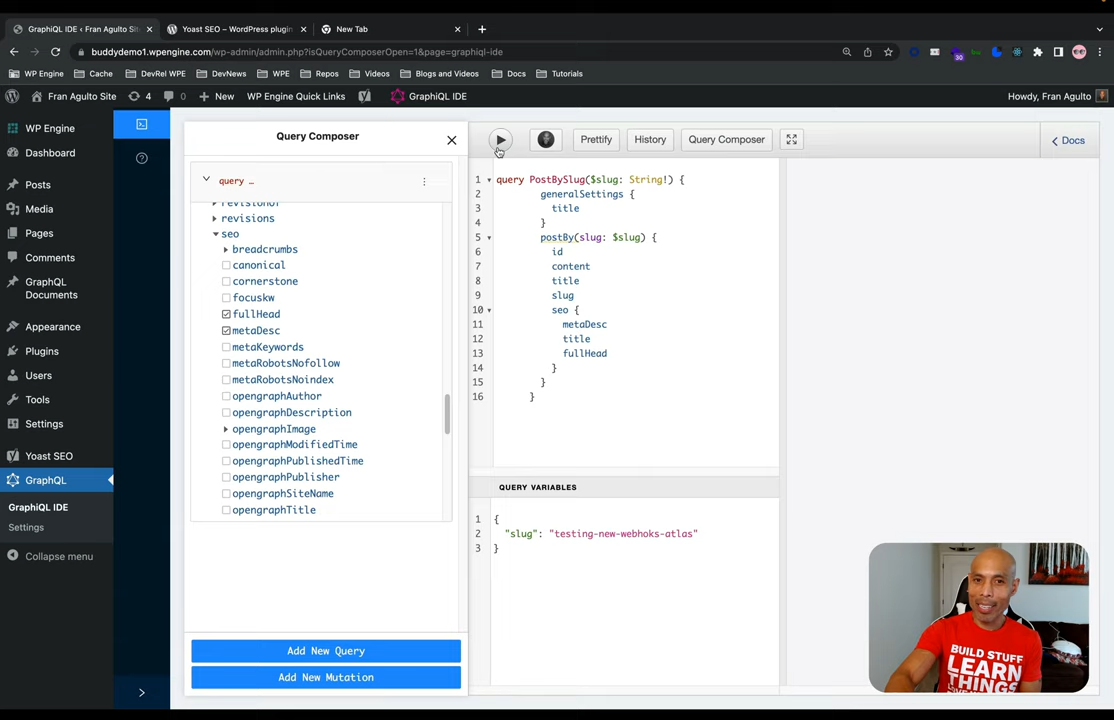 GraphiQL IDE ‹ Fran Agulto Sit
Yoast SEO – WordPress plugin
New Tab
buddydemo1.wpengine.com/wp-admin/admin.php?isQueryComposerOpen=1&page=graphiql-ide
30
WP Engine
Cache
DevRel WPE
DevNews
WPE
Repos
Videos
Blogs and Videos
Docs
Tutorials
Fran Agulto Site
4
0
New
WP Engine Quick Links
GraphiQL IDE
Howdy, Fran Agulto
WP Engine
Dashboard
Posts
Media
Pages
Comments
GraphQL
Documents
Appearance
Plugins
Users
Tools
Settings
Yoast SEO
GraphQL
GraphiQL IDE
Settings
Collapse menu
Query Composer
query …
revisionOf
revisions
seo
breadcrumbs
canonical
cornerstone
focuskw
fullHead
metaDesc
metaKeywords
metaRobotsNofollow
metaRobotsNoindex
opengraphAuthor
opengraphDescription
opengraphImage
opengraphModifiedTime
opengraphPublishedTime
opengraphPublisher
opengraphSiteName
opengraphTitle
Add New Query
Add New Mutation
Prettify
History
Query Composer
Docs
1 query PostBySlug($slug: String!) {
2 generalSettings {
3 title
4 }
5 postBy(slug: $slug) {
6 id
7 content
8 title
9 slug
10 seo {
11 metaDesc
12 title
13 fullHead
14 }
15 }
16 }
QUERY VARIABLES
1 {
2 "slug": "testing-new-webhoks-atlas"
3 }
BUILD STUFF
LEARN
THINGS